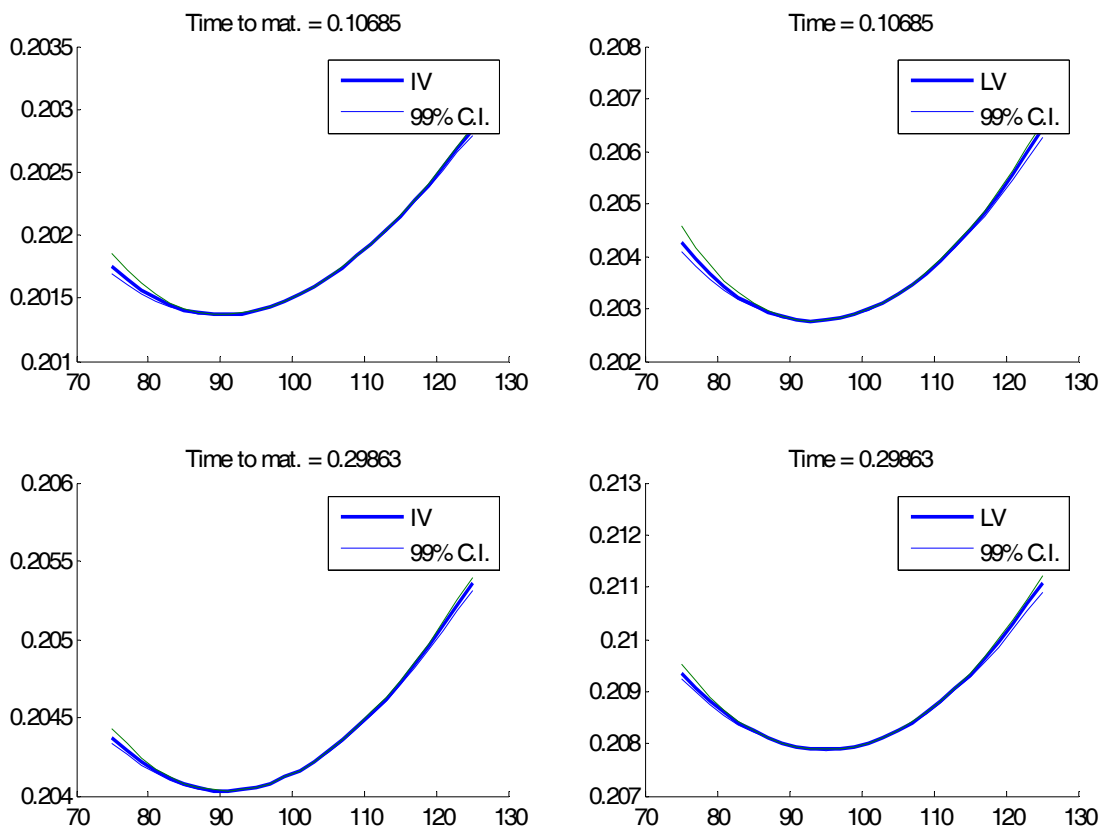 Time to mat. = 0.10685
0.2035
0.203
0.2025
0.202
0.2015
0.201
70 80 90 100 110 120 130
IV
99% C.I.
Time = 0.10685
0.208
0.207
0.206
0.205
0.204
0.203
0.202
70 80 90 100 110 120 130
LV
99% C.I.
Time to mat. = 0.29863
0.206
0.2055
0.205
0.2045
0.204
70 80 90 100 110 120 130
IV
99% C.I.
Time = 0.29863
0.213
0.212
0.211
0.21
0.209
0.208
0.207
70 80 90 100 110 120 130
LV
99% C.I.